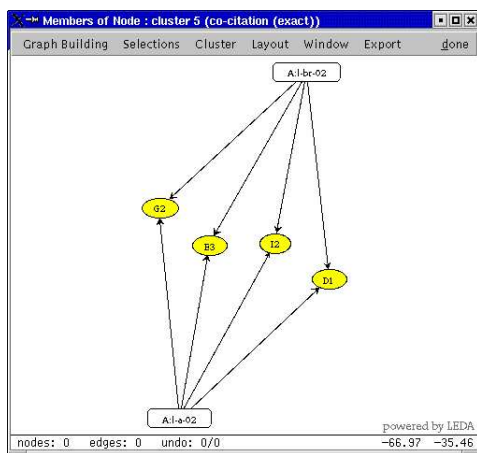 Members of Node : cluster 5 (co-citation (exact))
Graph Building Selections Cluster Layout Window Export done
A:l-br-02
G2
B3
I2
D1
A:l-a-02
powered by LEDA
nodes: 0 edges: 0 undo: 0/0 -66.97 -35.46